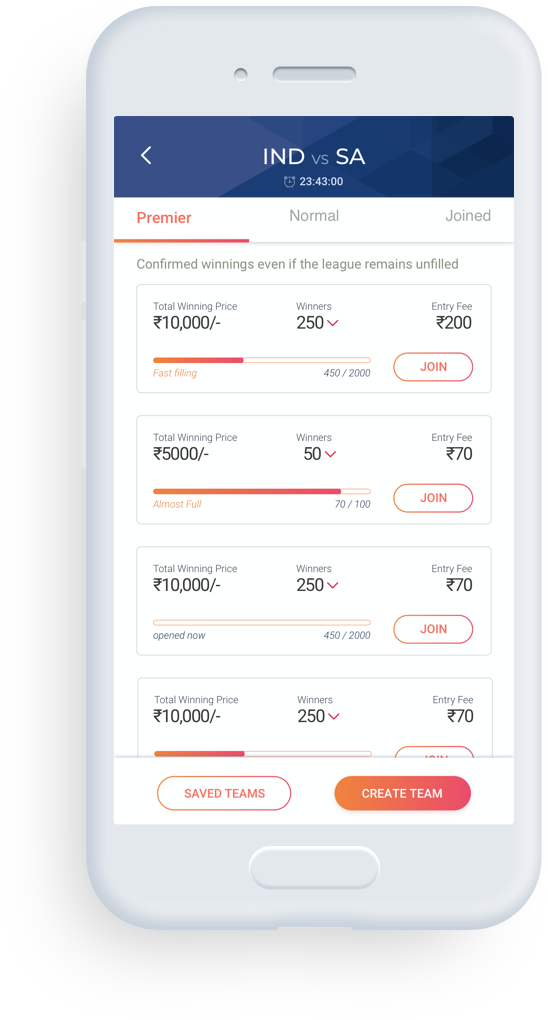 IND vs SA
23:43:00
Premier Normal Joined
Confirmed winnings even if the league remains unfilled
Total Winning Price Winners Entry Fee
₹10,000/- 250 ₹200
JOIN
Fast filling 450 / 2000
Total Winning Price Winners Entry Fee
₹5000/- 50 ₹70
JOIN
Almost Full 70 / 100
Total Winning Price Winners Entry Fee
₹10,000/- 250 ₹70
JOIN
opened now 450 / 2000
Total Winning Price Winners Entry Fee
₹10,000/- 250 ₹70
SAVED TEAMS CREATE TEAM